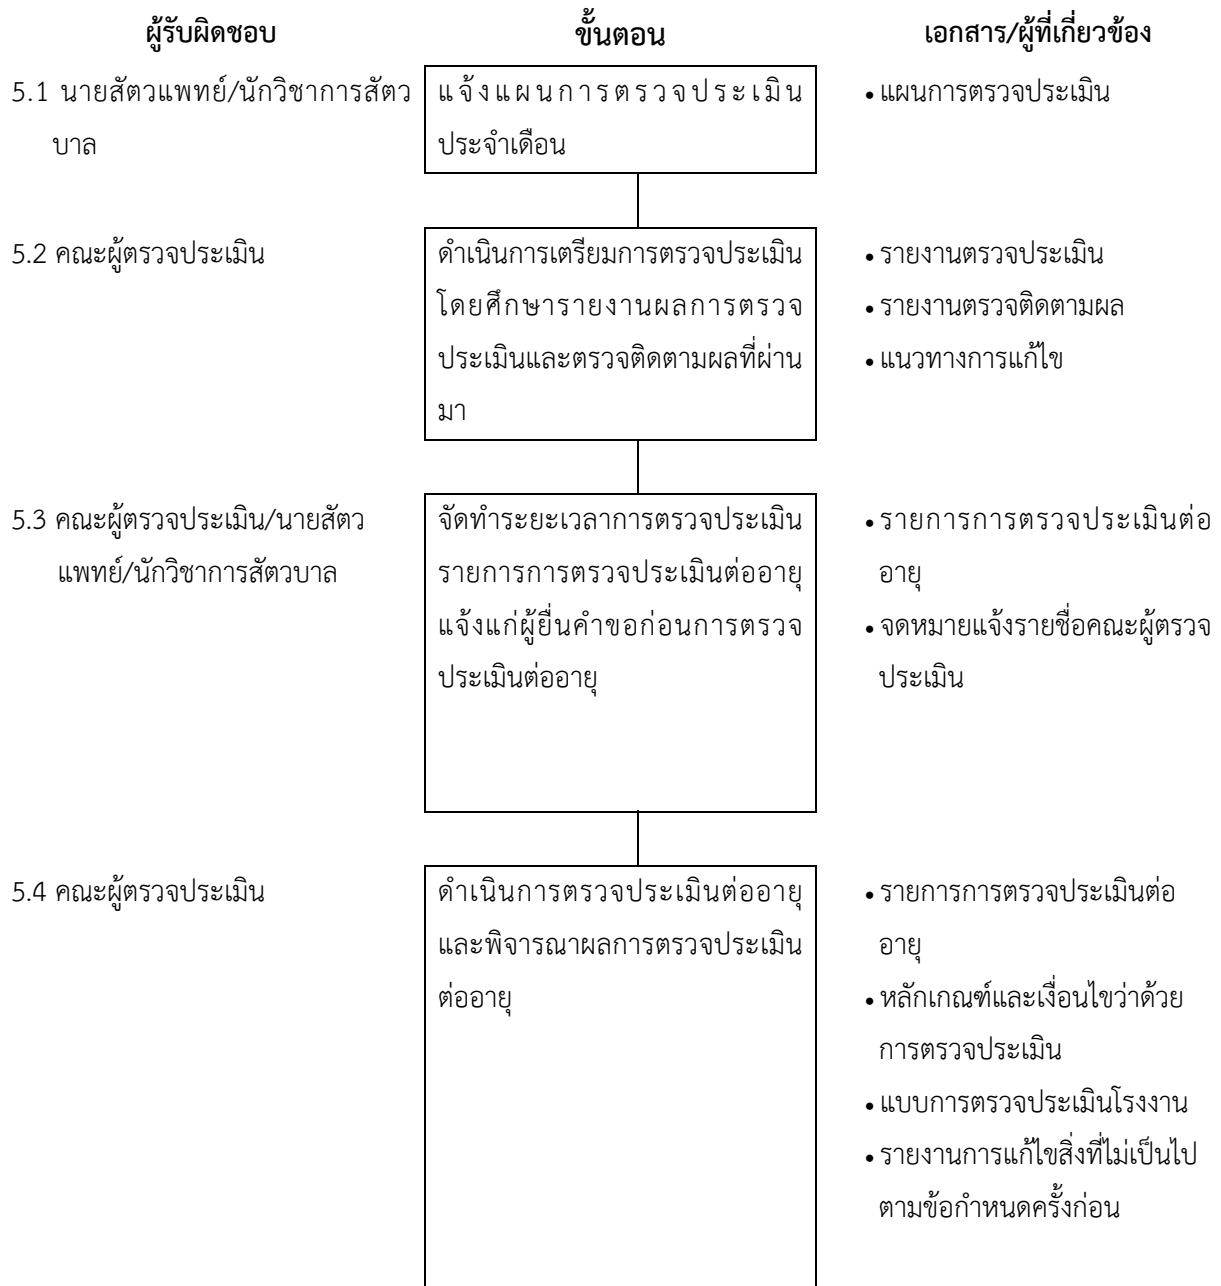 ผู้รับผิดชอบ
ขั้นตอน
เอกสาร/ผู้ที่เกี่ยวข้อง
5.1 นายสัตวแพทย์/นักวิชาการสัตว
บาล
แจ้งแผนการตรวจประเมิน
ประจำเดือน
• แผนการตรวจประเมิน
5.2 คณะผู้ตรวจประเมิน
ดำเนินการเตรียมการตรวจประเมิน
โดยศึกษารายงานผลการตรวจ
ประเมินและตรวจติดตามผลที่ผ่าน
มา
• รายงานตรวจประเมิน
• รายงานตรวจติดตามผล
• แนวทางการแก้ไข
5.3 คณะผู้ตรวจประเมิน/นายสัตว
แพทย์/นักวิชาการสัตวบาล
จัดทำระยะเวลาการตรวจประเมิน
รายการการตรวจประเมินต่ออายุ
แจ้งแก่ผู้ยื่นคำขอก่อนการตรวจ
ประเมินต่ออายุ
• รายการการตรวจประเมินต่อ
อายุ
• จดหมายแจ้งรายชื่อคณะผู้ตรวจ
ประเมิน
5.4 คณะผู้ตรวจประเมิน
ดำเนินการตรวจประเมินต่ออายุ
และพิจารณาผลการตรวจประเมิน
ต่ออายุ
• รายการการตรวจประเมินต่อ
อายุ
• หลักเกณฑ์และเงื่อนไขว่าด้วย
การตรวจประเมิน
• แบบการตรวจประเมินโรงงาน
• รายงานการแก้ไขสิ่งที่ไม่เป็นไป
ตามข้อกำหนดครั้งก่อน